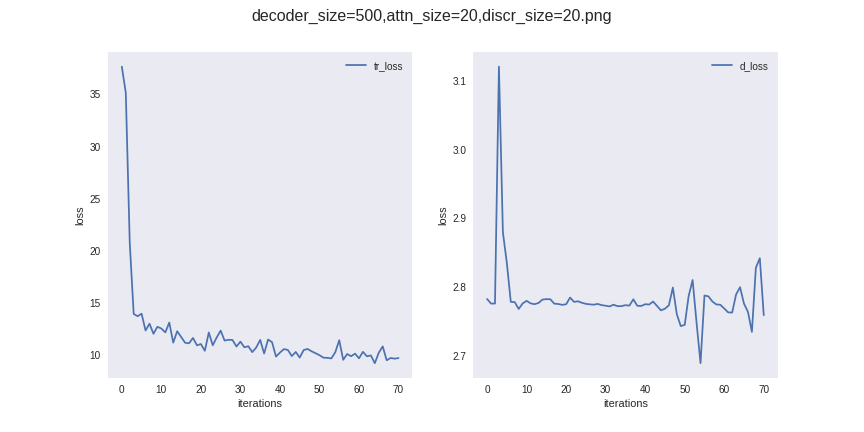 decoder_size=500,attn_size=20,discr_size=20.png
tr_loss
35
30
25
20
15
10
loss
0 10 20 30 40 50 60 70
iterations
d_loss
3.1
3.0
2.9
2.8
2.7
loss
0 10 20 30 40 50 60 70
iterations